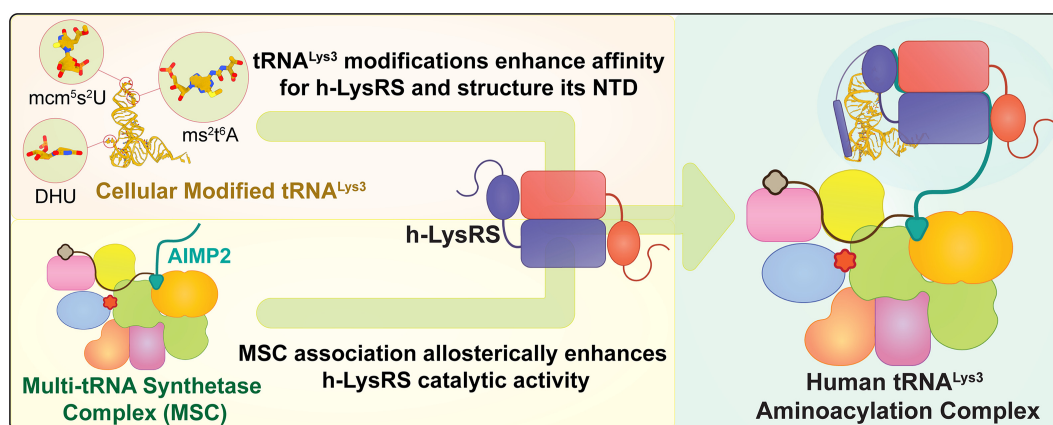 mcm⁵s²U
ms²t⁶A
DHU
Cellular Modified tRNAᴸʸˢ³
tRNAᴸʸˢ³ modifications enhance affinity
for h-LysRS and structure its NTD
h-LysRS
AIMP2
Multi-tRNA Synthetase
Complex (MSC)
MSC association allosterically enhances
h-LysRS catalytic activity
Human tRNAᴸʸˢ³
Aminoacylation Complex